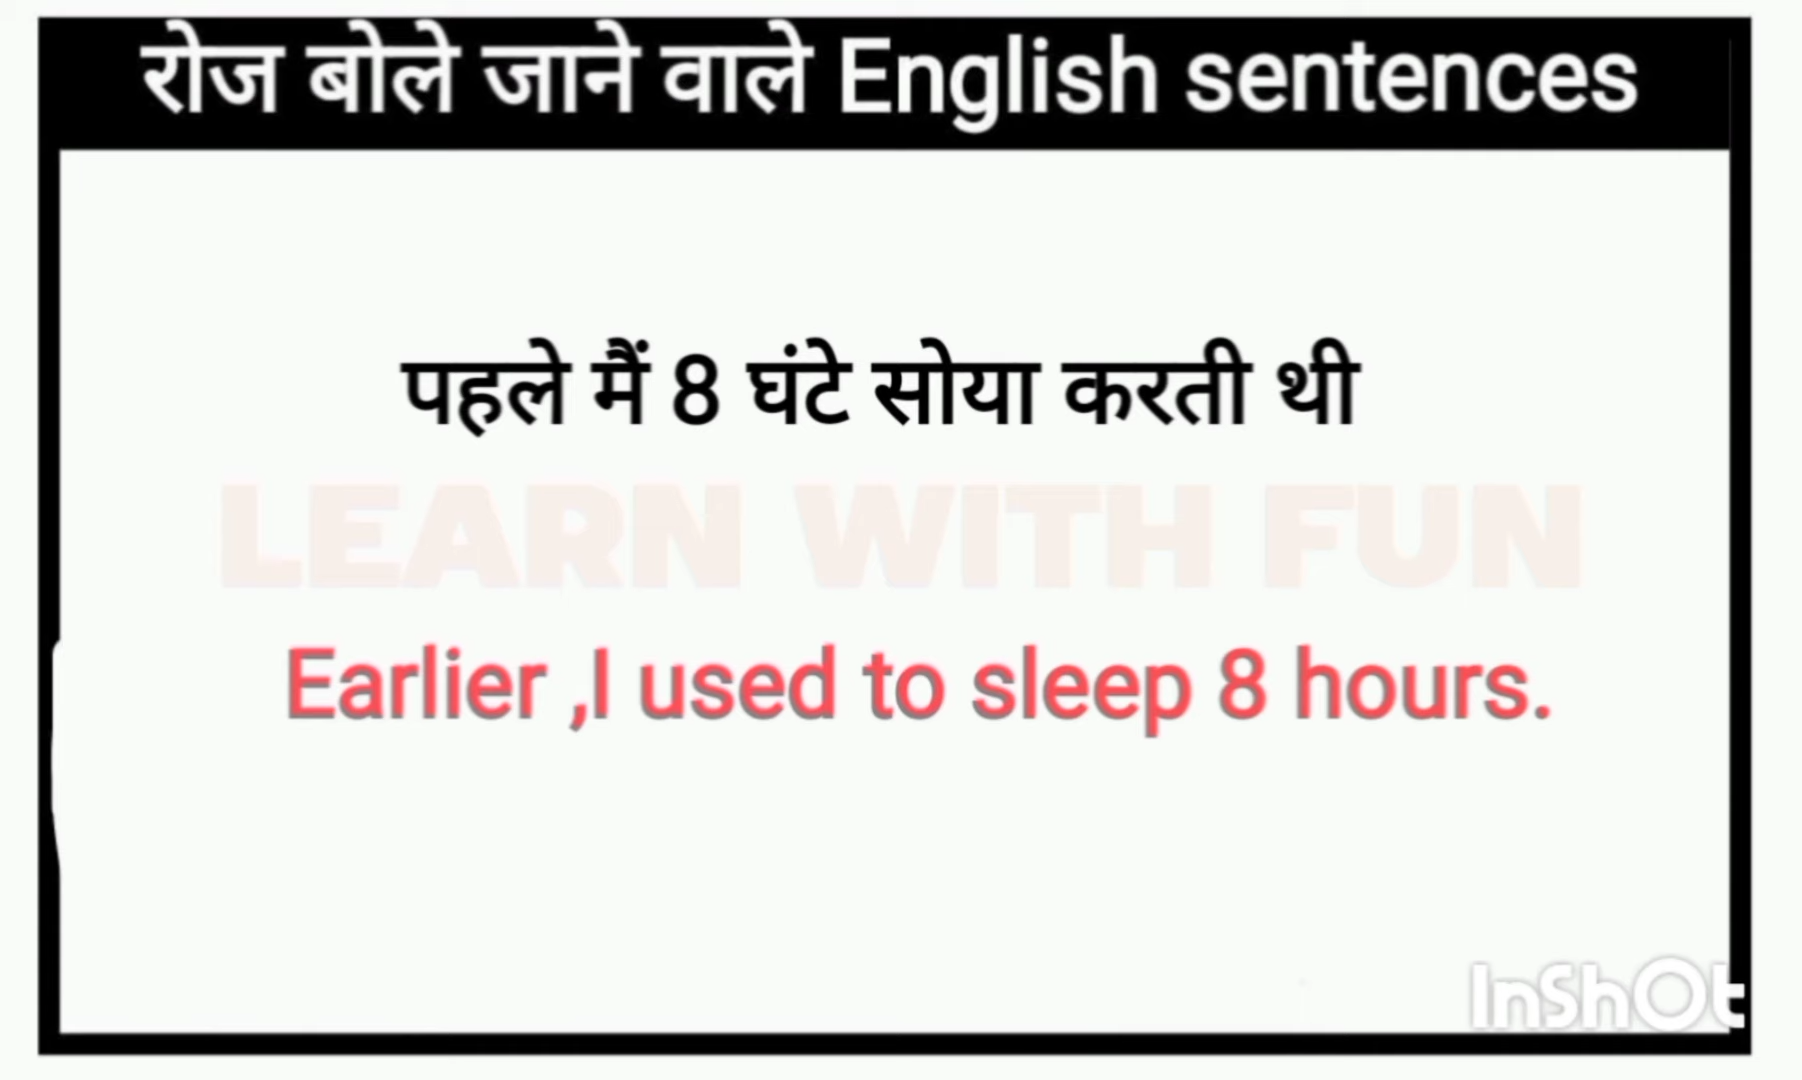 रोज बोले जाने वाले English sentences
पहले मैं 8 घंटे सोया करती थी
LEARN WITH FUN
Earlier ,I used to sleep 8 hours.
InShOt